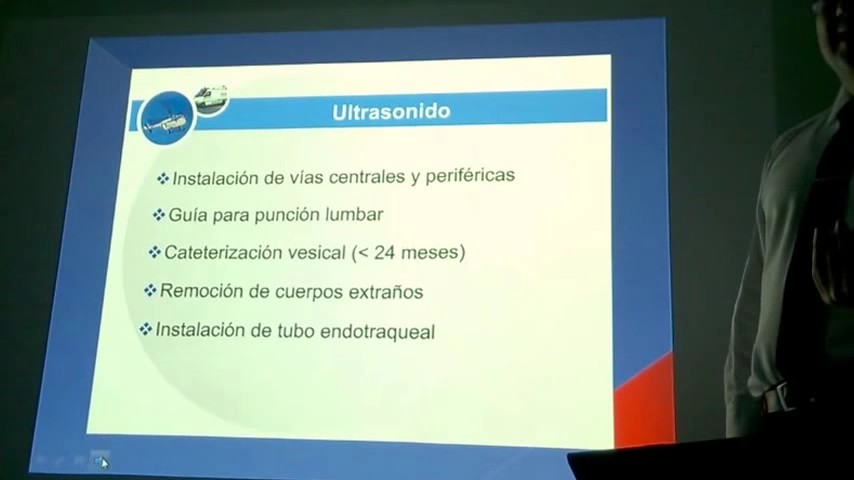 Ultrasonido
Instalación de vías centrales y periféricas
Guía para punción lumbar
Cateterización vesical (< 24 meses)
Remoción de cuerpos extraños
Instalación de tubo endotraqueal